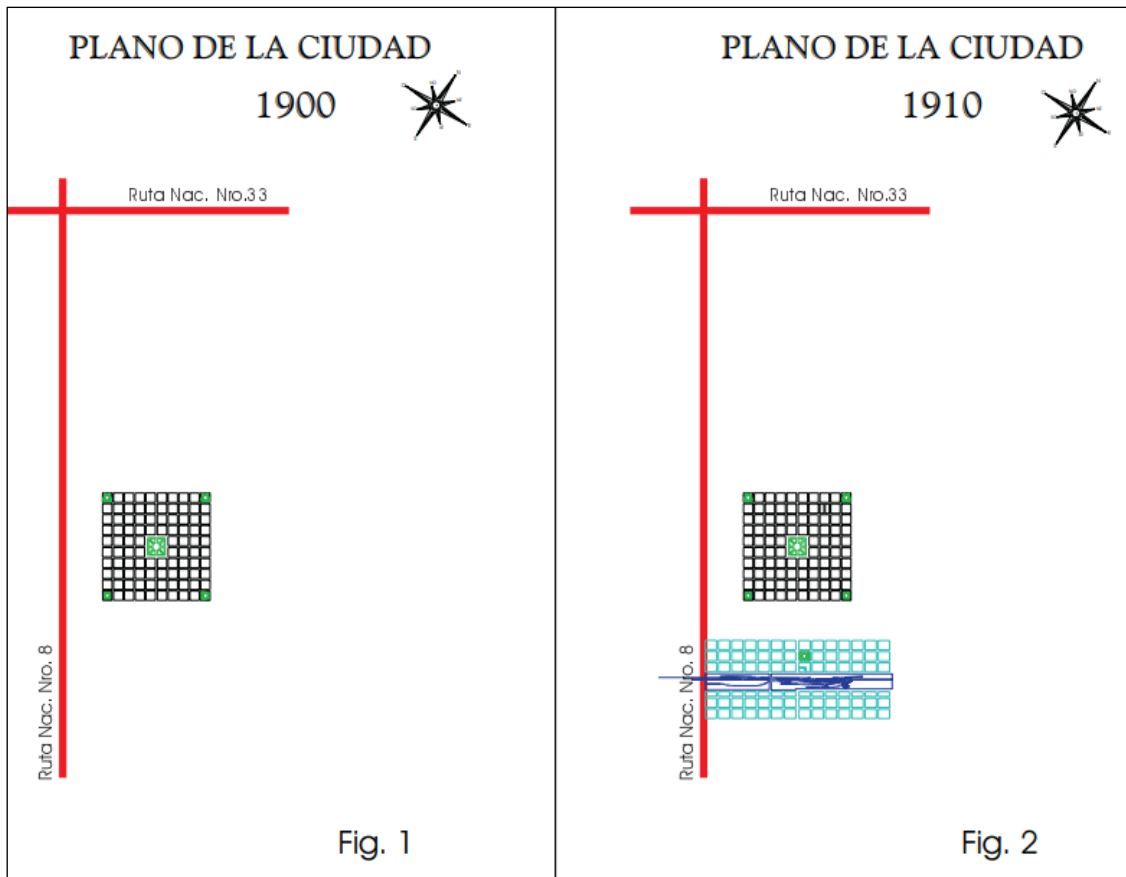 PLANO DE LA CIUDAD
1900
Ruta Nac. Nro.33
Ruta Nac. Nro. 8
Fig. 1
PLANO DE LA CIUDAD
1910
Ruta Nac. Nro.33
Ruta Nac. Nro. 8
Fig. 2